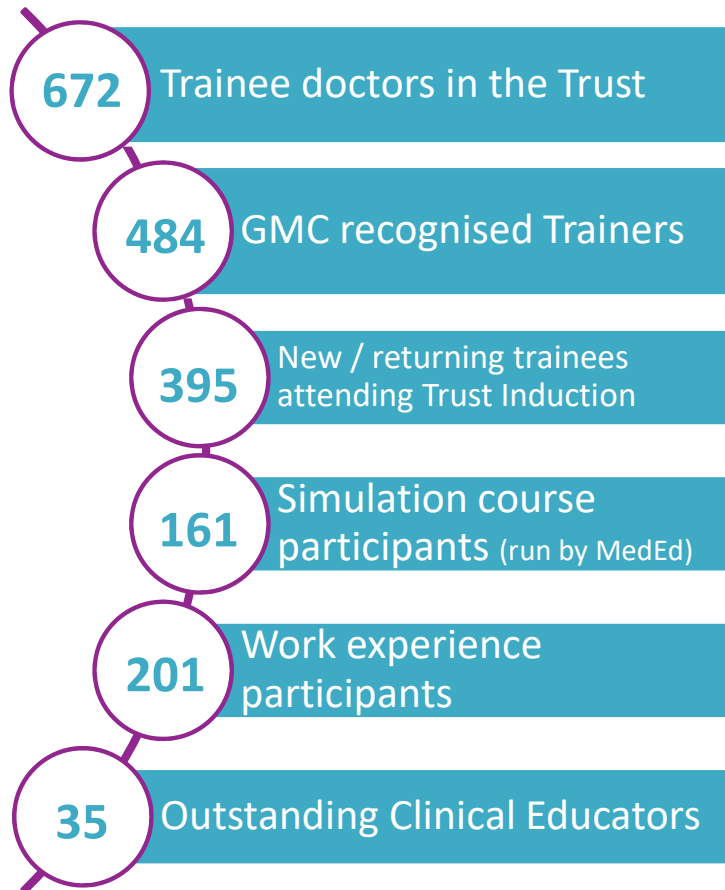 672
Trainee doctors in the Trust
484
GMC recognised Trainers
395
New / returning trainees
attending Trust Induction
161
Simulation course
participants (run by MedEd)
201
Work experience
participants
35
Outstanding Clinical Educators